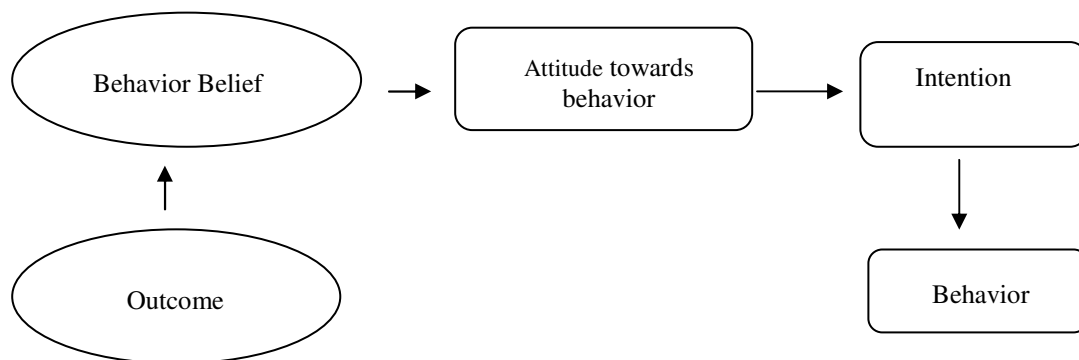 Behavior Belief
Attitude towards
behavior
Intention
Outcome
Behavior